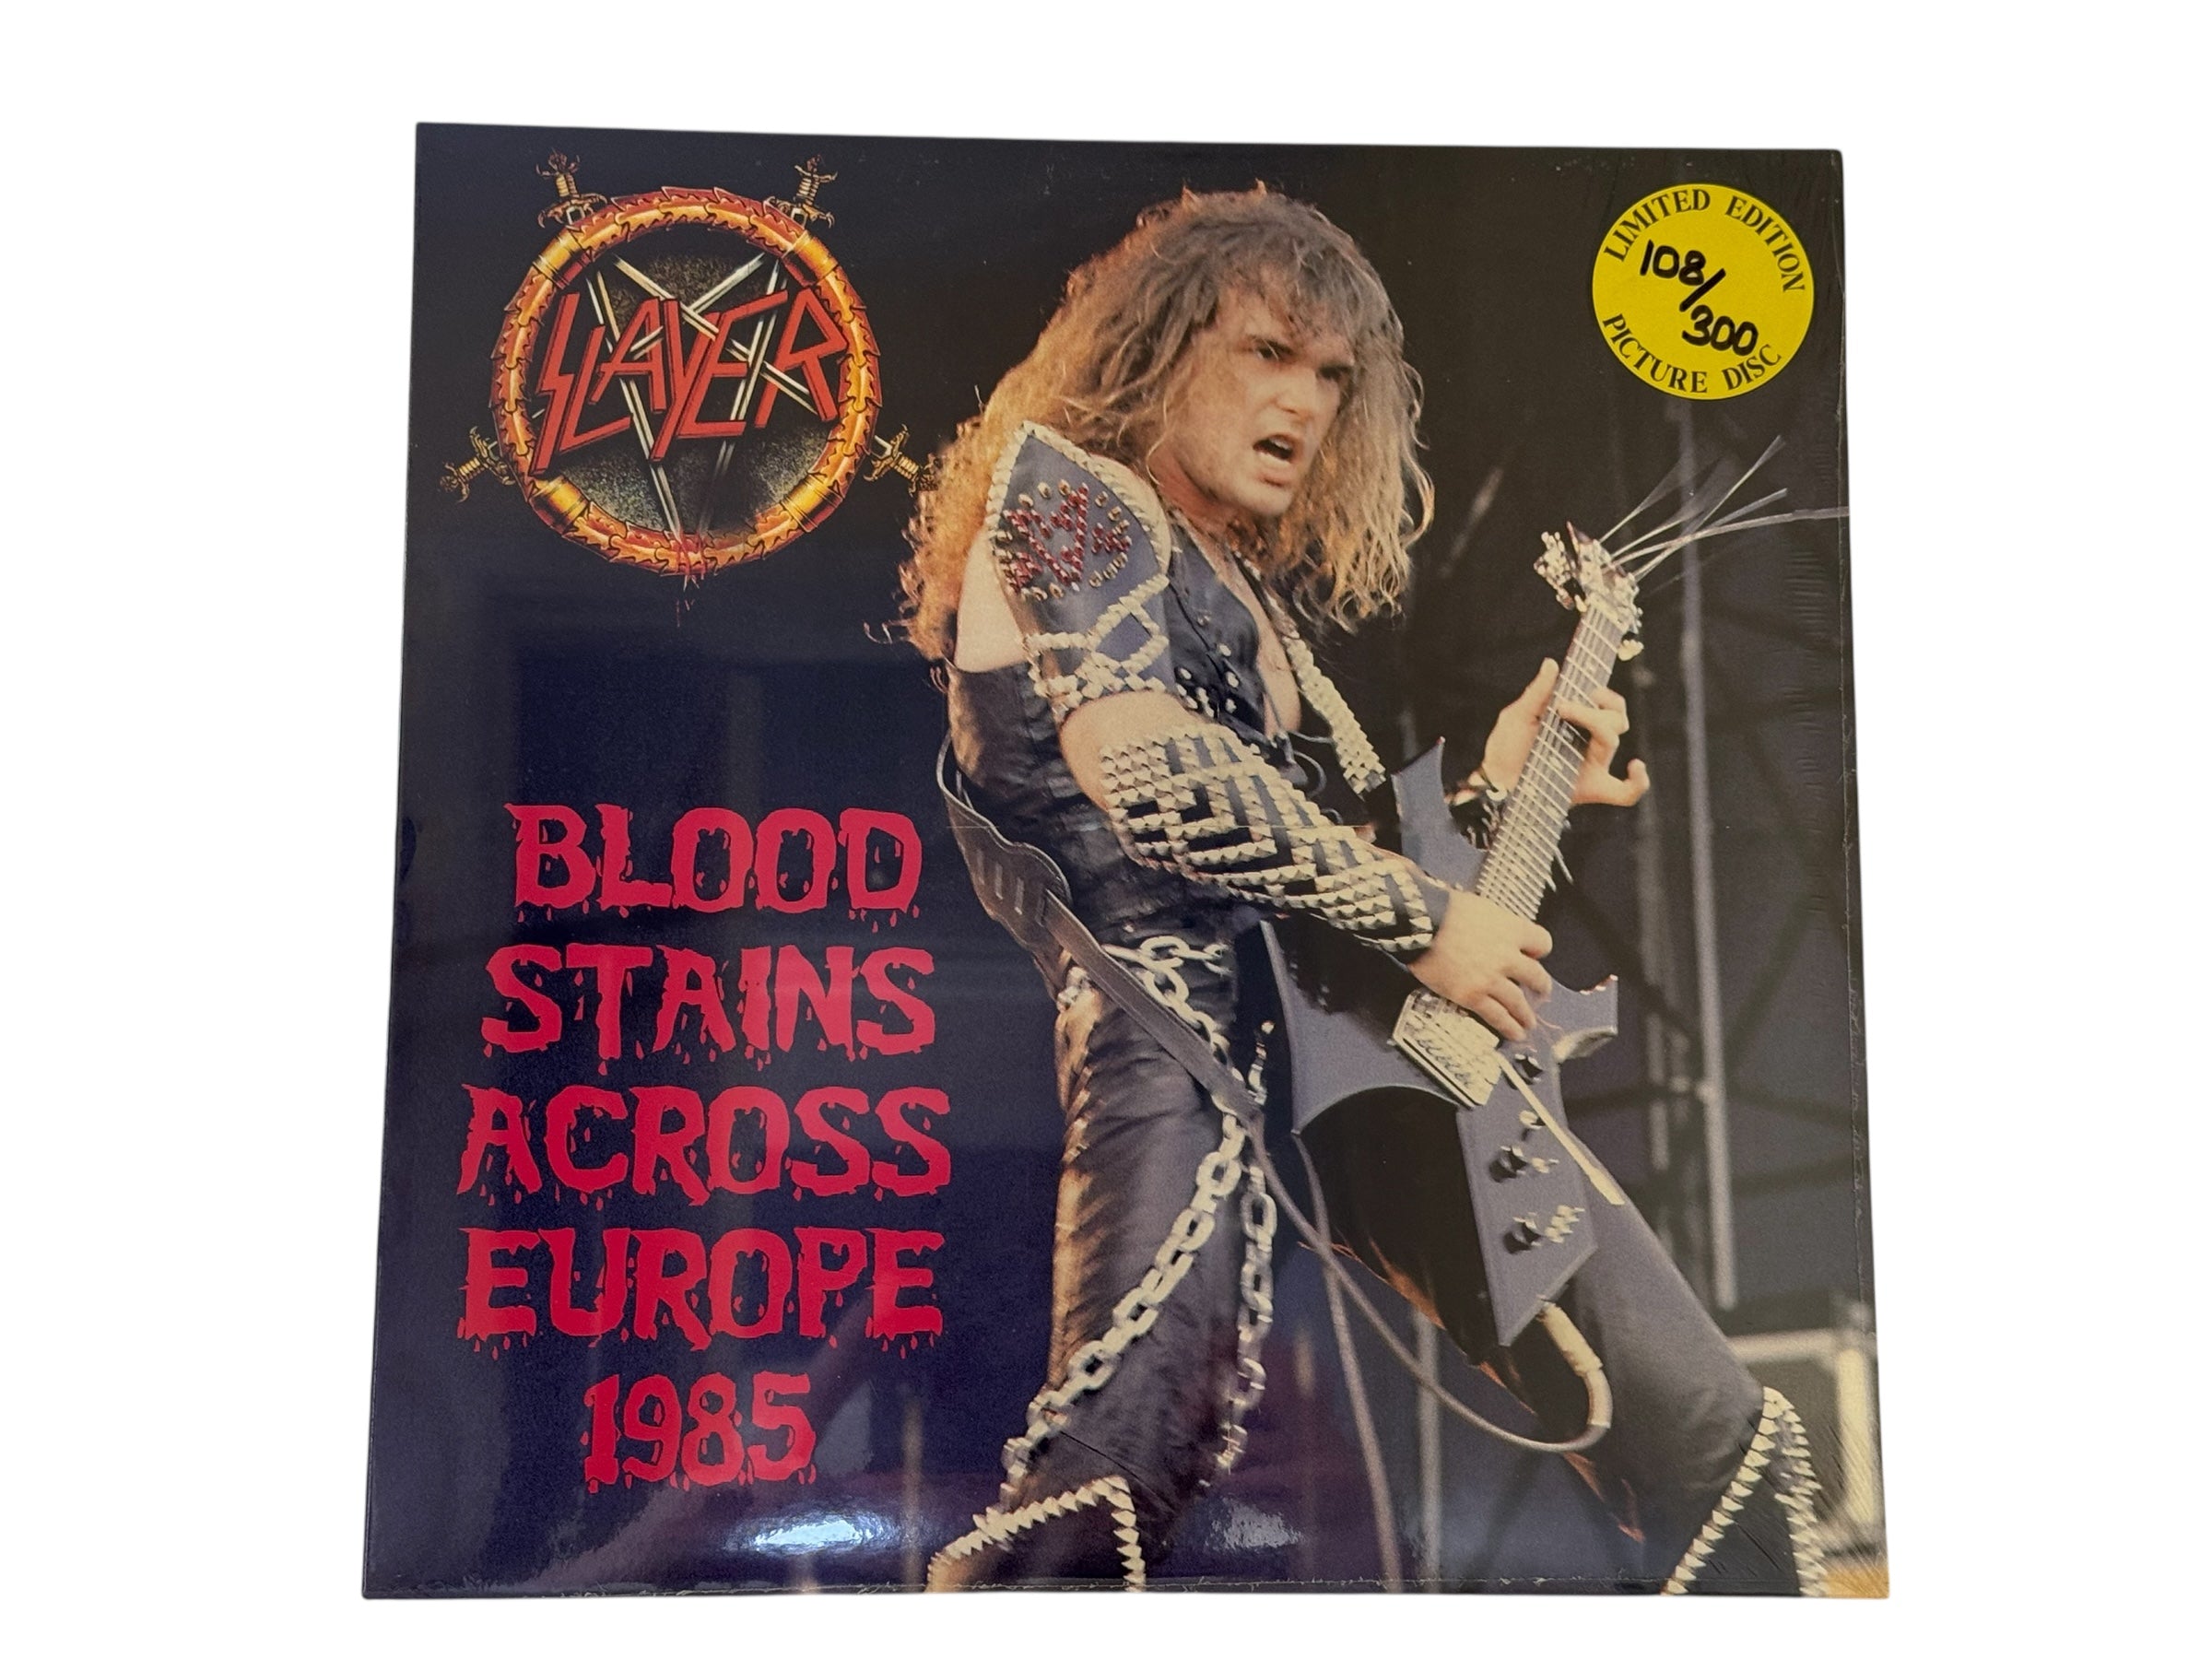 SLAYER
LIMITED EDITION
108/300
PICTURE DISC
BLOOD
STAINS
ACROSS
EUROPE
1985